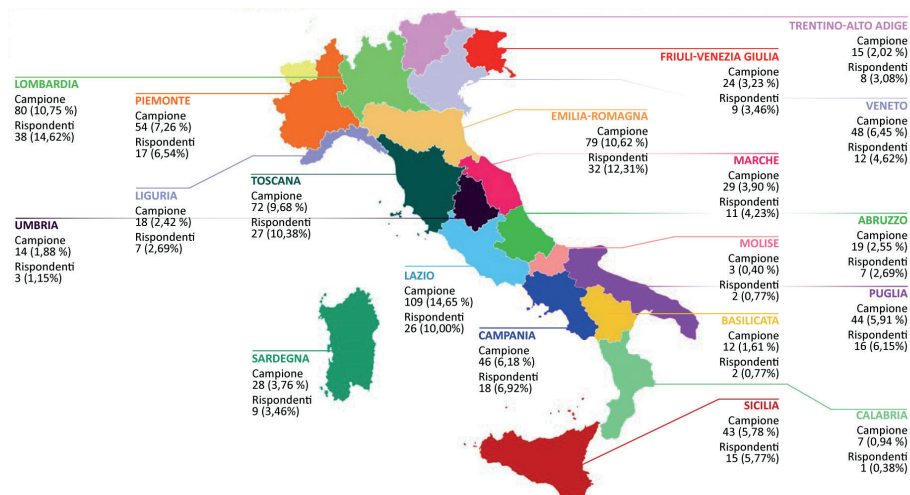 TRENTINO-ALTO ADIGE
Campione
15 (2,02 %)
Rispondenti
8 (3,08%)
FRIULI-VENEZIA GIULIA
Campione
24 (3,23 %)
Rispondenti
9 (3,46%)
LOMBARDIA
Campione
80 (10,75 %)
Rispondenti
38 (14,62%)
PIEMONTE
Campione
54 (7,26 %)
Rispondenti
17 (6,54%)
VENETO
Campione
48 (6,45 %)
Rispondenti
12 (4,62%)
EMILIA-ROMAGNA
Campione
79 (10,62 %)
Rispondenti
32 (12,31%)
MARCHE
Campione
29 (3,90 %)
Rispondenti
11 (4,23%)
TOSCANA
Campione
72 (9,68 %)
Rispondenti
27 (10,38%)
LIGURIA
Campione
18 (2,42 %)
Rispondenti
7 (2,69%)
UMBRIA
Campione
14 (1,88 %)
Rispondenti
3 (1,15%)
ABRUZZO
Campione
19 (2,55 %)
Rispondenti
7 (2,69%)
MOLISE
Campione
3 (0,40 %)
Rispondenti
2 (0,77%)
LAZIO
Campione
109 (14,65 %)
Rispondenti
26 (10,00%)
PUGLIA
Campione
44 (5,91 %)
Rispondenti
16 (6,15%)
BASILICATA
Campione
12 (1,61 %)
Rispondenti
2 (0,77%)
CAMPANIA
Campione
46 (6,18 %)
Rispondenti
18 (6,92%)
SARDEGNA
Campione
28 (3,76 %)
Rispondenti
9 (3,46%)
SICILIA
Campione
43 (5,78 %)
Rispondenti
15 (5,77%)
CALABRIA
Campione
7 (0,94 %)
Rispondenti
1 (0,38%)